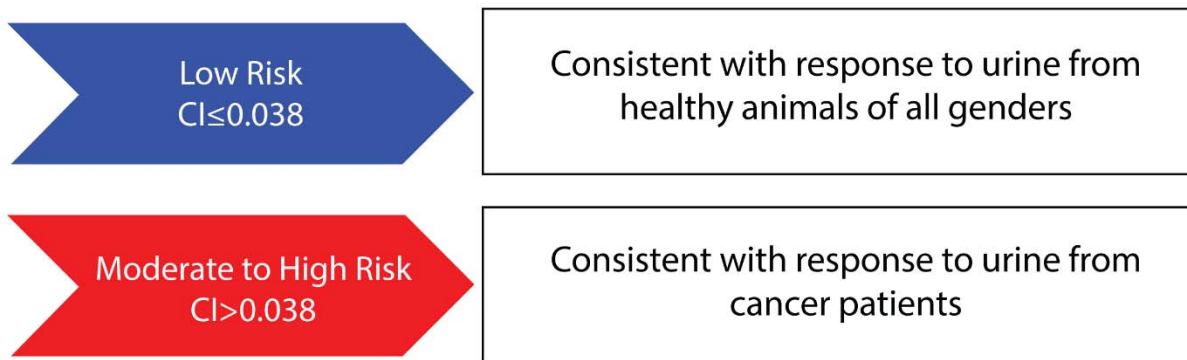 Low Risk
CI≤0.038
Consistent with response to urine from
healthy animals of all genders
Moderate to High Risk
CI>0.038
Consistent with response to urine from
cancer patients